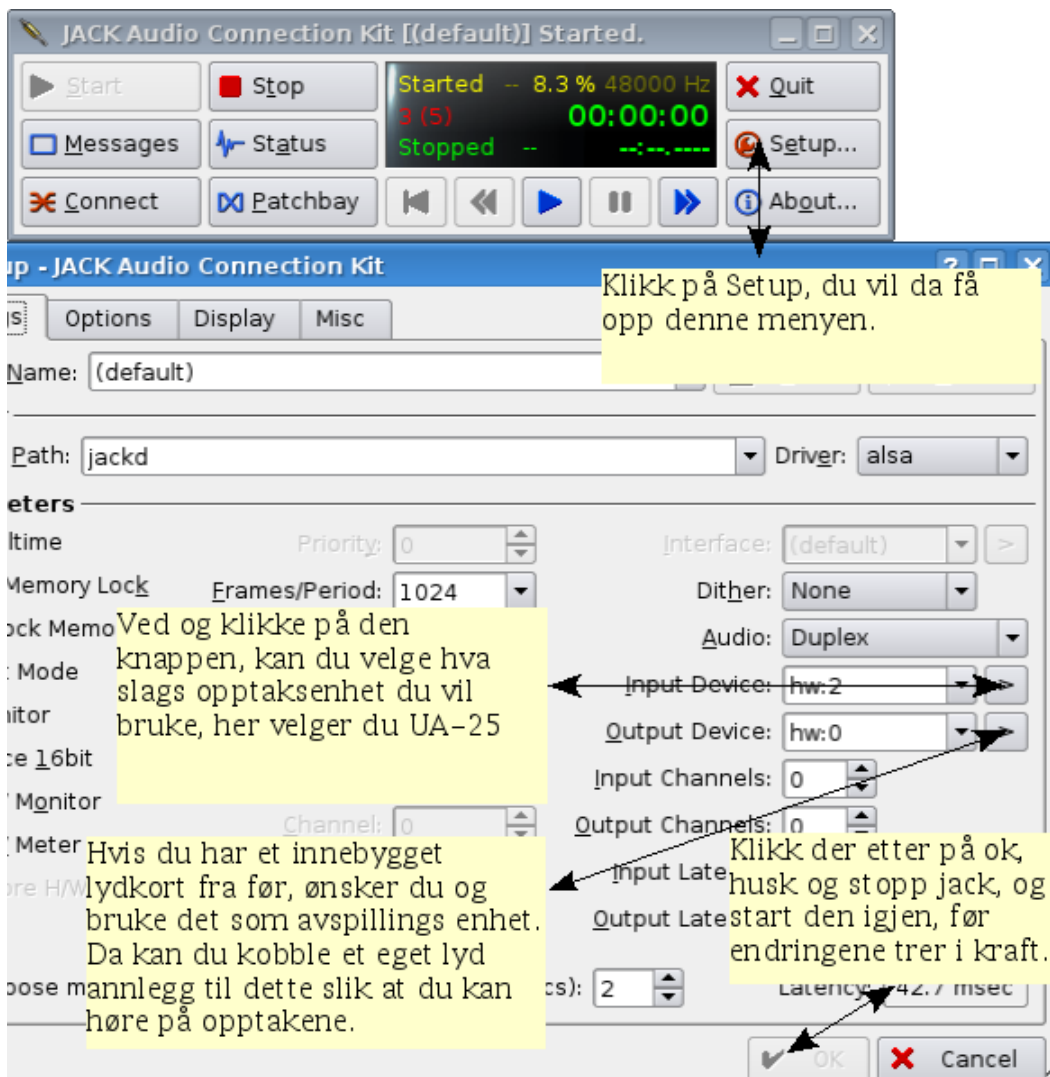 JACK Audio Connection Kit [(default)] Started.
Start
Stop
Started -- 8.3 % 48000 Hz
3 (5) 00:00:00
Stopped -- --:--.----
Quit
Messages
Status
Setup...
Connect
Patchbay
About...
up - JACK Audio Connection Kit
Klikk på Setup, du vil da få
opp denne menyen.
gs Options Display Misc
Name: (default)
Path: jackd Driver: alsa
eters
ltime Priority: 0 Interface: (default) >
Memory Lock Frames/Period: 1024 Dither: None
ock Memo Audio: Duplex
Ved og klikke på den
knappen, kan du velge hva
slags opptaksenhet du vil
bruke, her velger du UA-25
t Mode Input Device: hw:2 >
nitor Output Device: hw:0 >
ce 16bit Input Channels: 0
Monitor
Channel: 0 Output Channels: 0
Meter Input Late
ore H/W Output Late
Hvis du har et innebygget
lydkort fra før, ønsker du og
bruke det som avspillings enhet.
Da kan du kobble et eget lyd
annlegg til dette slik at du kan
høre på opptakene.
Klikk der etter på ok,
husk og stopp jack, og
start den igjen, før
endringene trer i kraft.
bose m cs): 2 Latency: 42.7 msec
OK Cancel